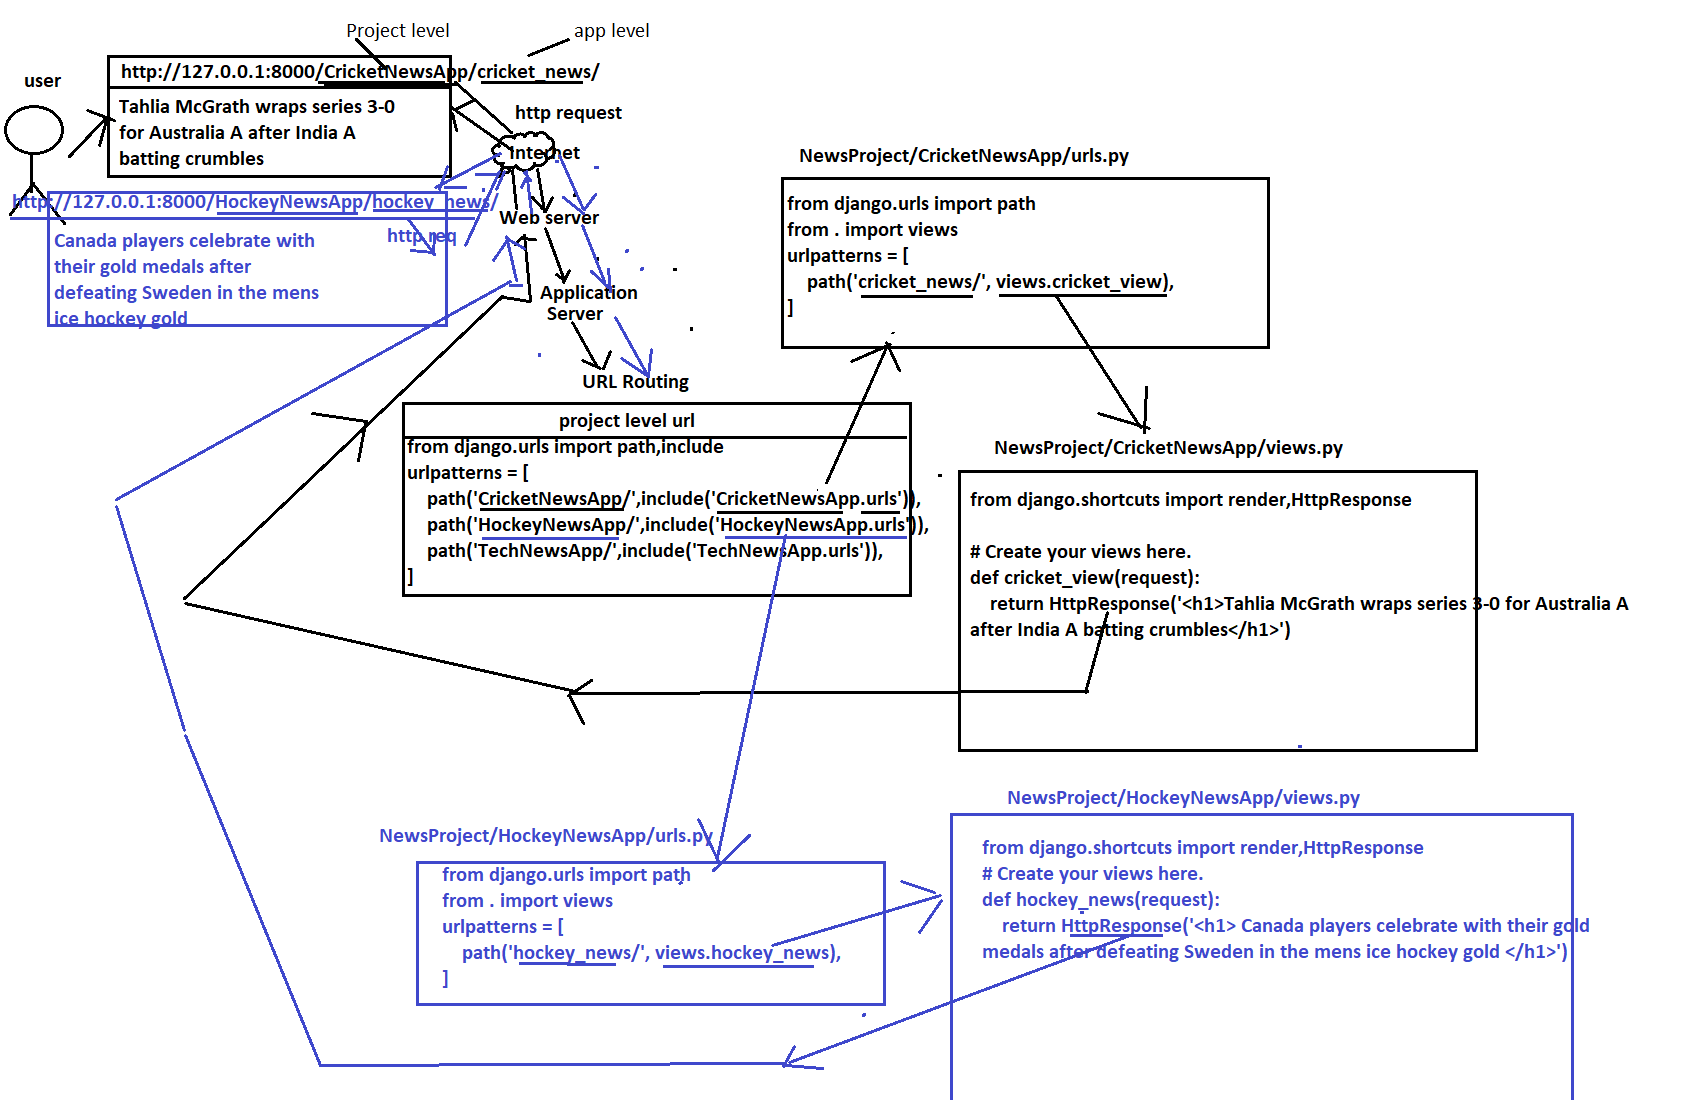 Project level
app level
user
http://127.0.0.1:8000/CricketNewsApp/cricket_news/
Tahlia McGrath wraps series 3-0
for Australia A after India A
batting crumbles
http request
Internet
http://127.0.0.1:8000/HockeyNewsApp/hockey_news/
http req
Canada players celebrate with
their gold medals after
defeating Sweden in the mens
ice hockey gold
Web server
Application
Server
URL Routing
project level url
from django.urls import path,include
urlpatterns = [
path('CricketNewsApp/',include('CricketNewsApp.urls')),
path('HockeyNewsApp/',include('HockeyNewsApp.urls')),
path('TechNewsApp/',include('TechNewsApp.urls')),
]
NewsProject/CricketNewsApp/urls.py
from django.urls import path
from . import views
urlpatterns = [
path('cricket_news/', views.cricket_view),
]
NewsProject/CricketNewsApp/views.py
from django.shortcuts import render,HttpResponse
# Create your views here.
def cricket_view(request):
return HttpResponse('<h1>Tahlia McGrath wraps series 3-0 for Australia A
after India A batting crumbles</h1>')
NewsProject/HockeyNewsApp/urls.py
from django.urls import path
from . import views
urlpatterns = [
path('hockey_news/', views.hockey_news),
]
NewsProject/HockeyNewsApp/views.py
from django.shortcuts import render,HttpResponse
# Create your views here.
def hockey_news(request):
return HttpResponse('<h1> Canada players celebrate with their gold
medals after defeating Sweden in the mens ice hockey gold </h1>')